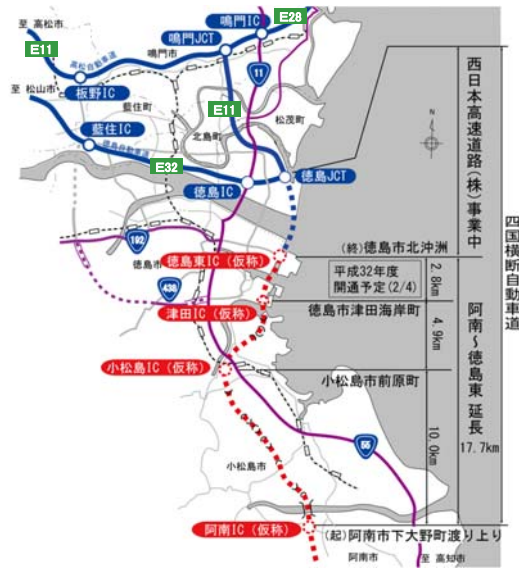 至 高松市
E11
高松自動車道
板野IC
至 松山市
藍住IC
徳島自動車道
藍住町
鳴門市
鳴門JCT
鳴門IC
E28
11
E11
松茂町
北島町
E32
徳島IC
徳島JCT
N
西日本高速道路(株)事業中
四国横断自動車道
192
徳島市
438
徳島東IC (仮称)
(終)徳島市北沖洲
平成32年度
開通予定(2/4)
2.8km
津田IC (仮称)
徳島市津田海岸町
4.9km
小松島IC (仮称)
小松島市前原町
阿南~徳島東 延長
17.7km
10.0km
55
小松島市
阿南IC (仮称)
(起)阿南市下大野町渡り上り
阿南市
至 高知市